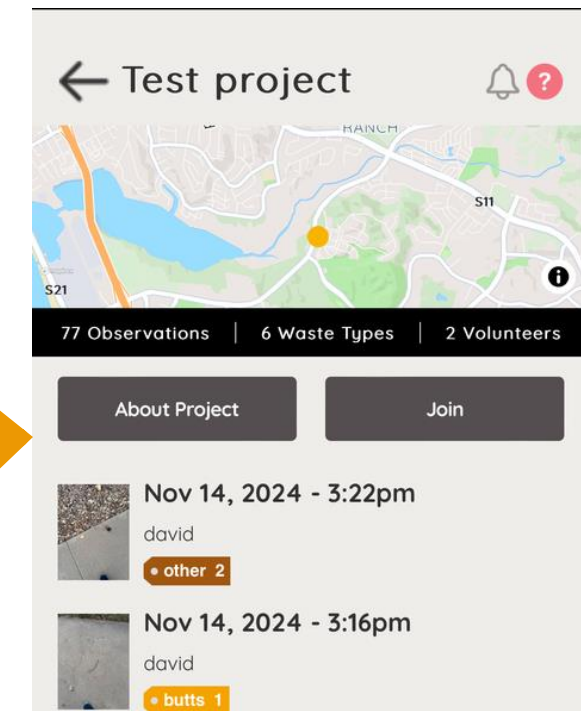 Test project
?
RANCH
S11
S21
77 Observations | 6 Waste Types | 2 Volunteers
About Project
Join
Nov 14, 2024 - 3:22pm
david
other 2
Nov 14, 2024 - 3:16pm
david
butts 1